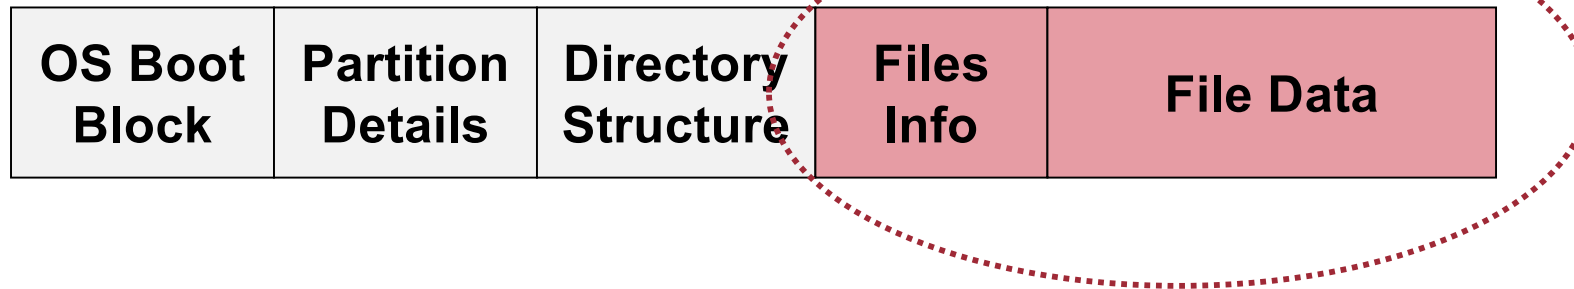 OS Boot
Block
Partition
Details
Directory
Structure
Files
Info
File Data